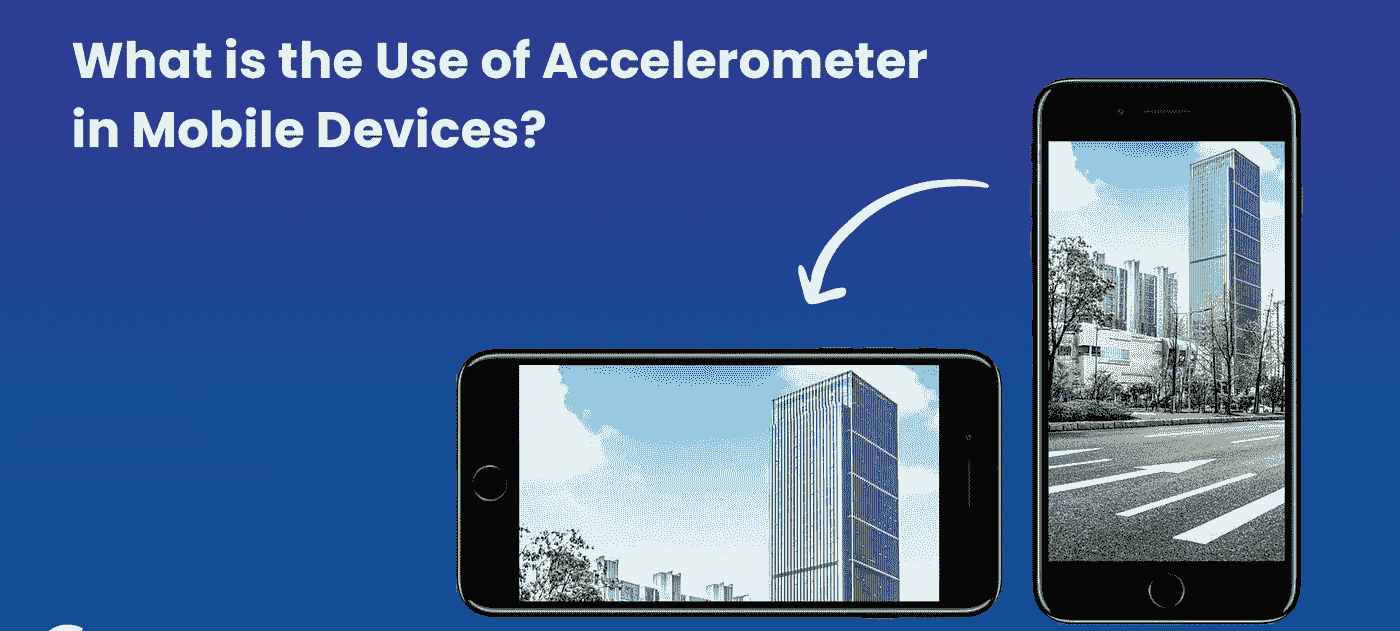 What is the Use of Accelerometer
in Mobile Devices?